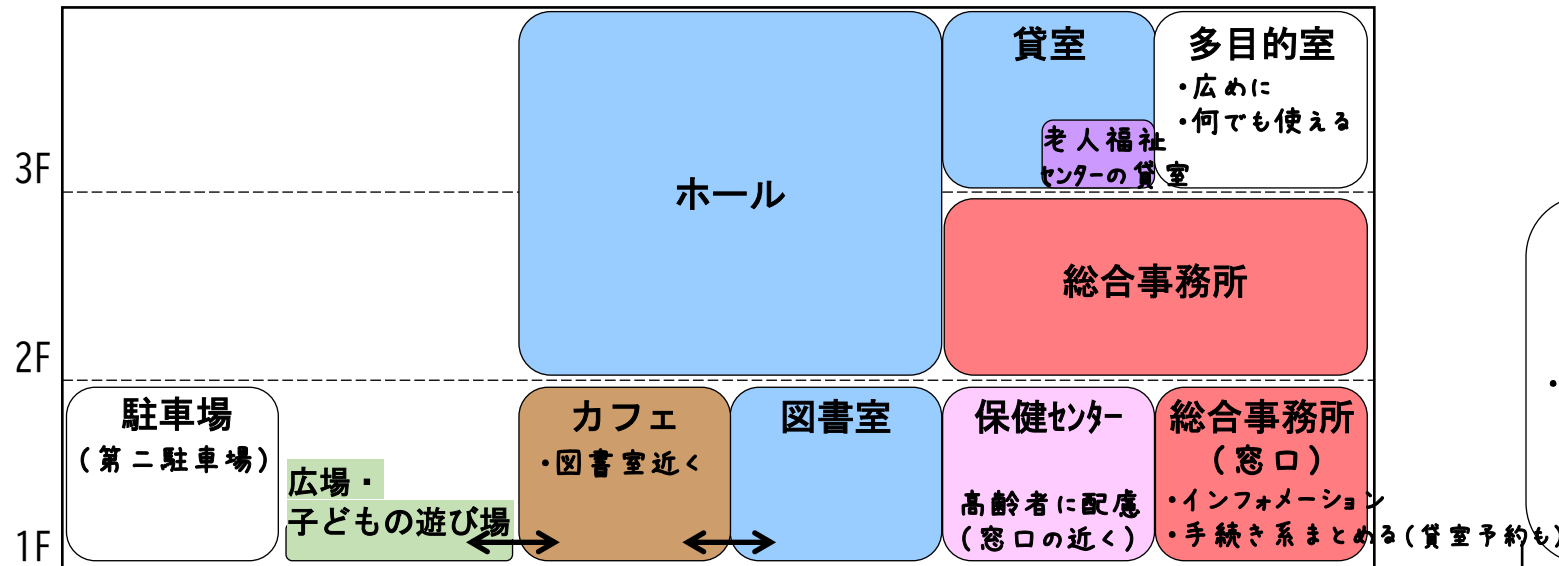 3F
ホール
貸室
老人福祉
センターの貸室
多目的室
・広めに
・何でも使える
2F
総合事務所
1F
駐車場
(第二駐車場)
広場・
子どもの遊び場
カフェ
・図書室近く
図書室
保健センター
高齢者に配慮
(窓口の近く)
総合事務所
(窓口)
・インフォメーション
・手続き系まとめる(貸室予約も)
・